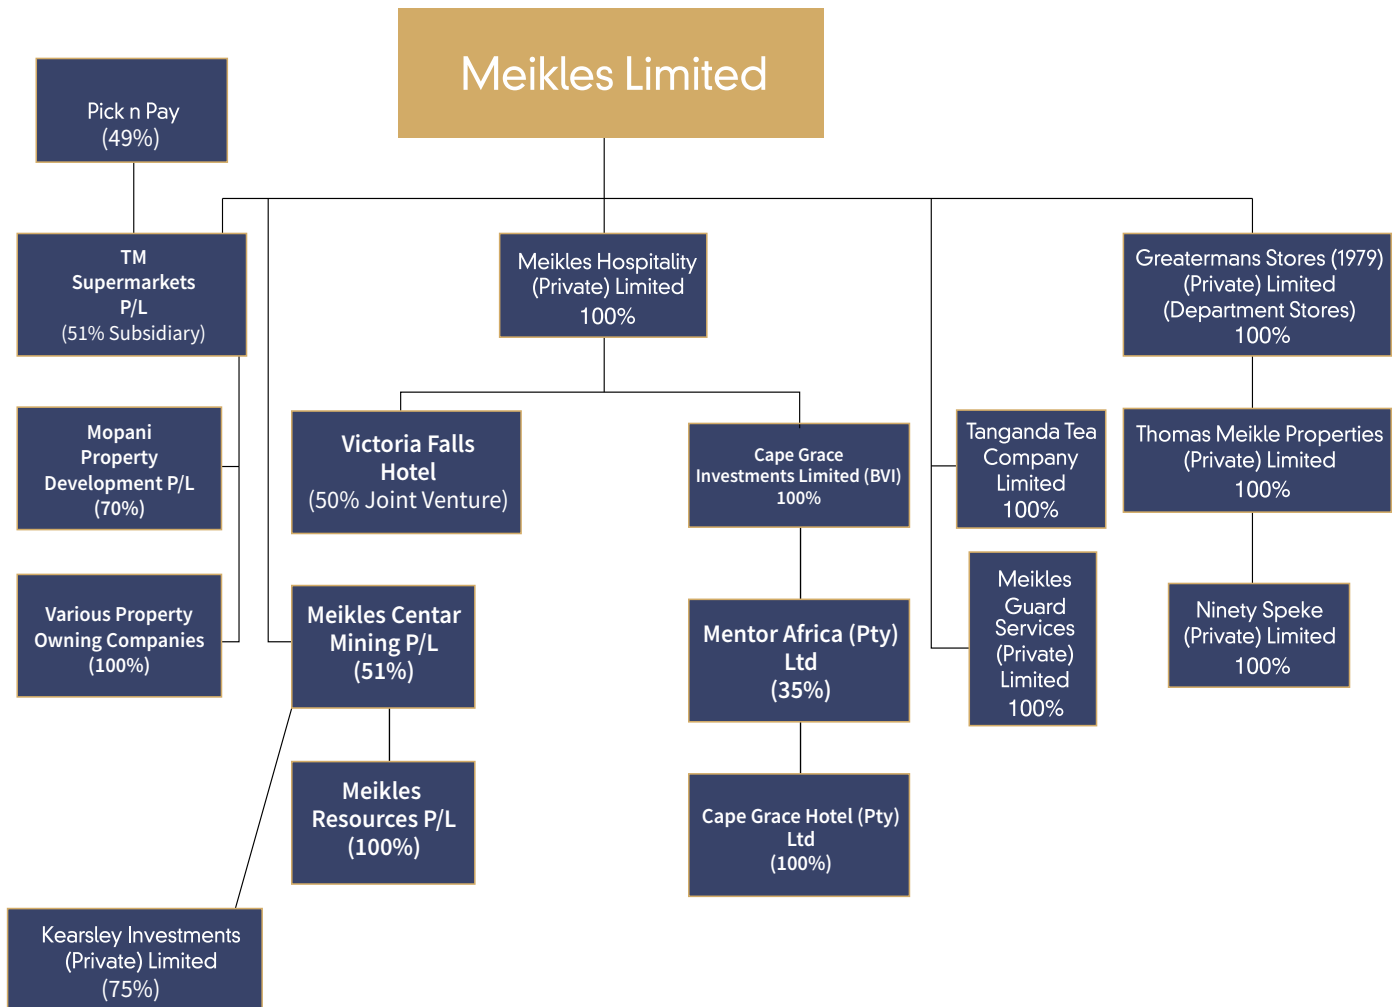 Meikles Limited
Pick n Pay
(49%)
TM
Supermarkets
P/L
(51% Subsidiary)
Meikles Hospitality
(Private) Limited
100%
Greatermans Stores (1979)
(Private) Limited
(Department Stores)
100%
Mopani
Property
Development P/L
(70%)
Victoria Falls
Hotel
(50% Joint Venture)
Cape Grace
Investments Limited (BVI)
100%
Tanganda Tea
Company
Limited
100%
Thomas Meikle Properties
(Private) Limited
100%
Various Property
Owning Companies
(100%)
Meikles Centar
Mining P/L
(51%)
Mentor Africa (Pty)
Ltd
(35%)
Meikles
Guard
Services
(Private)
Limited
100%
Ninety Speke
(Private) Limited
100%
Meikles
Resources P/L
(100%)
Cape Grace Hotel (Pty)
Ltd
(100%)
Kearsley Investments
(Private) Limited
(75%)